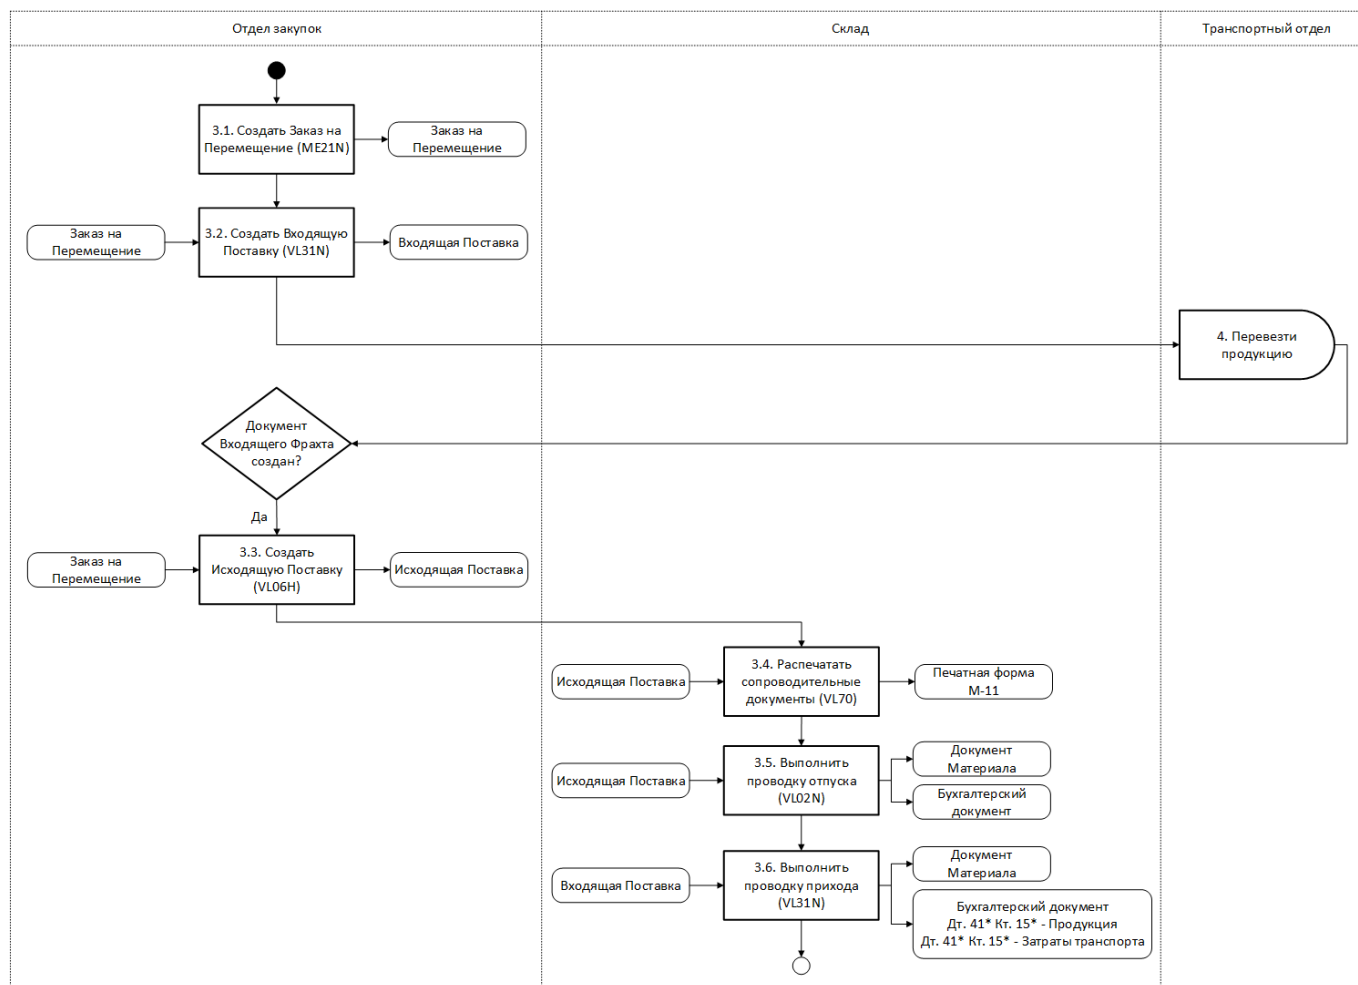 Отдел закупок
Склад
Транспортный отдел
3.1. Создать Заказ на
Перемещение (ME21N)
Заказ на
Перемещение
Заказ на
Перемещение
3.2. Создать Входящую
Поставку (VL31N)
Входящая Поставка
4. Перевезти
продукцию
Документ
Входящего Фрахта
создан?
Да
Заказ на
Перемещение
3.3. Создать
Исходящую Поставку
(VL06H)
Исходящая Поставка
Исходящая Поставка
3.4. Распечатать
сопроводительные
документы (VL70)
Печатная форма
М-11
Исходящая Поставка
3.5. Выполнить
проводку отпуска
(VL02N)
Документ
Материала
Бухгалтерский
документ
Входящая Поставка
3.6. Выполнить
проводку прихода
(VL31N)
Документ
Материала
Бухгалтерский документ
Дт. 41* Кт. 15* - Продукция
Дт. 41* Кт. 15* - Затраты транспорта